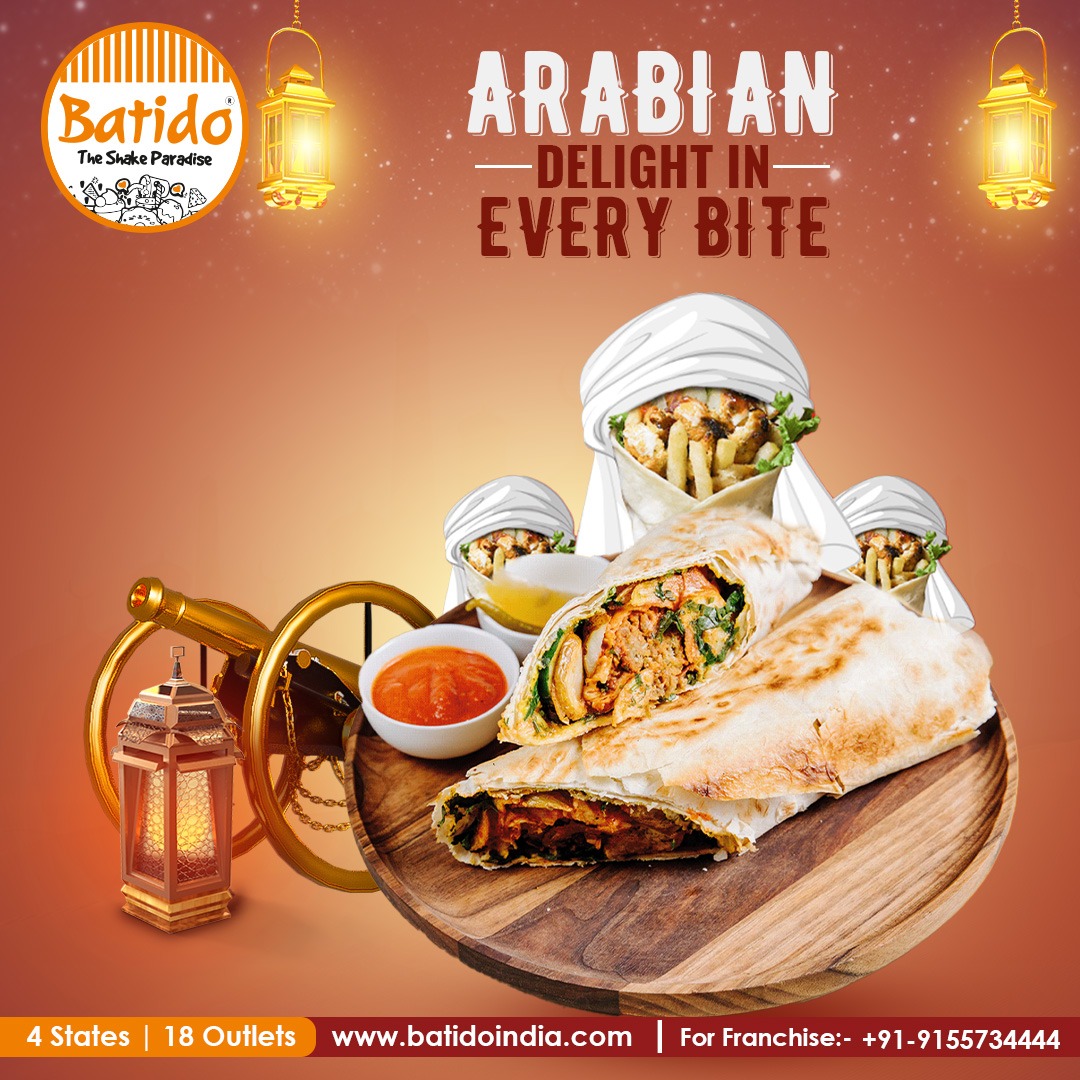 Batido®
The Shake Paradise
ARABIAN
DELIGHT IN
EVERY BITE
4 States | 18 Outlets www.batidoindia.com | For Franchise:- +91-9155734444